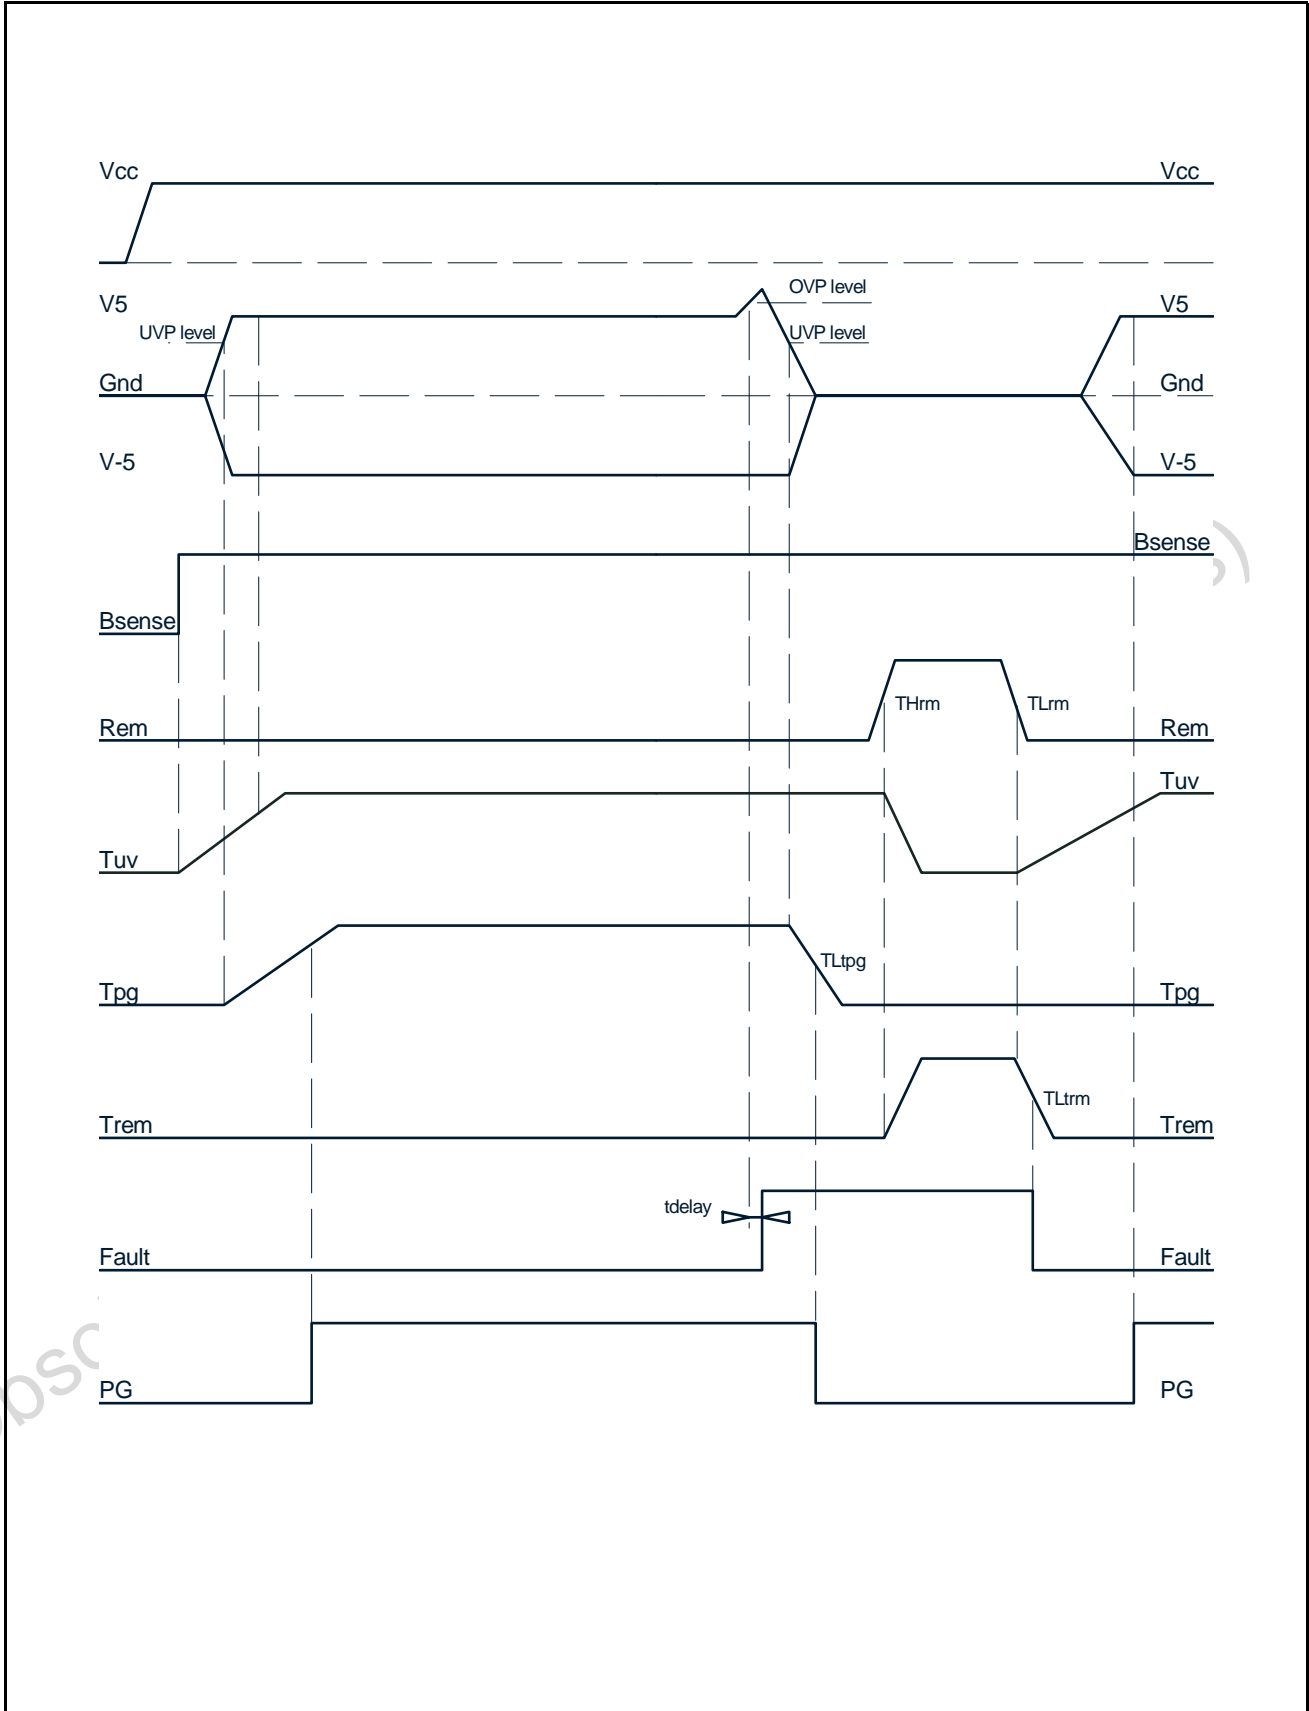 Vcc Vcc
OVP level
V5 V5
UVP level UVP level
Gnd Gnd
V-5 V-5
Bsense
Bsense
THrm TLrm
Rem Rem
Tuv
Tuv
TLtpg
Tpg Tpg
TLtrm
Trem Trem
tdelay
Fault Fault
PG PG